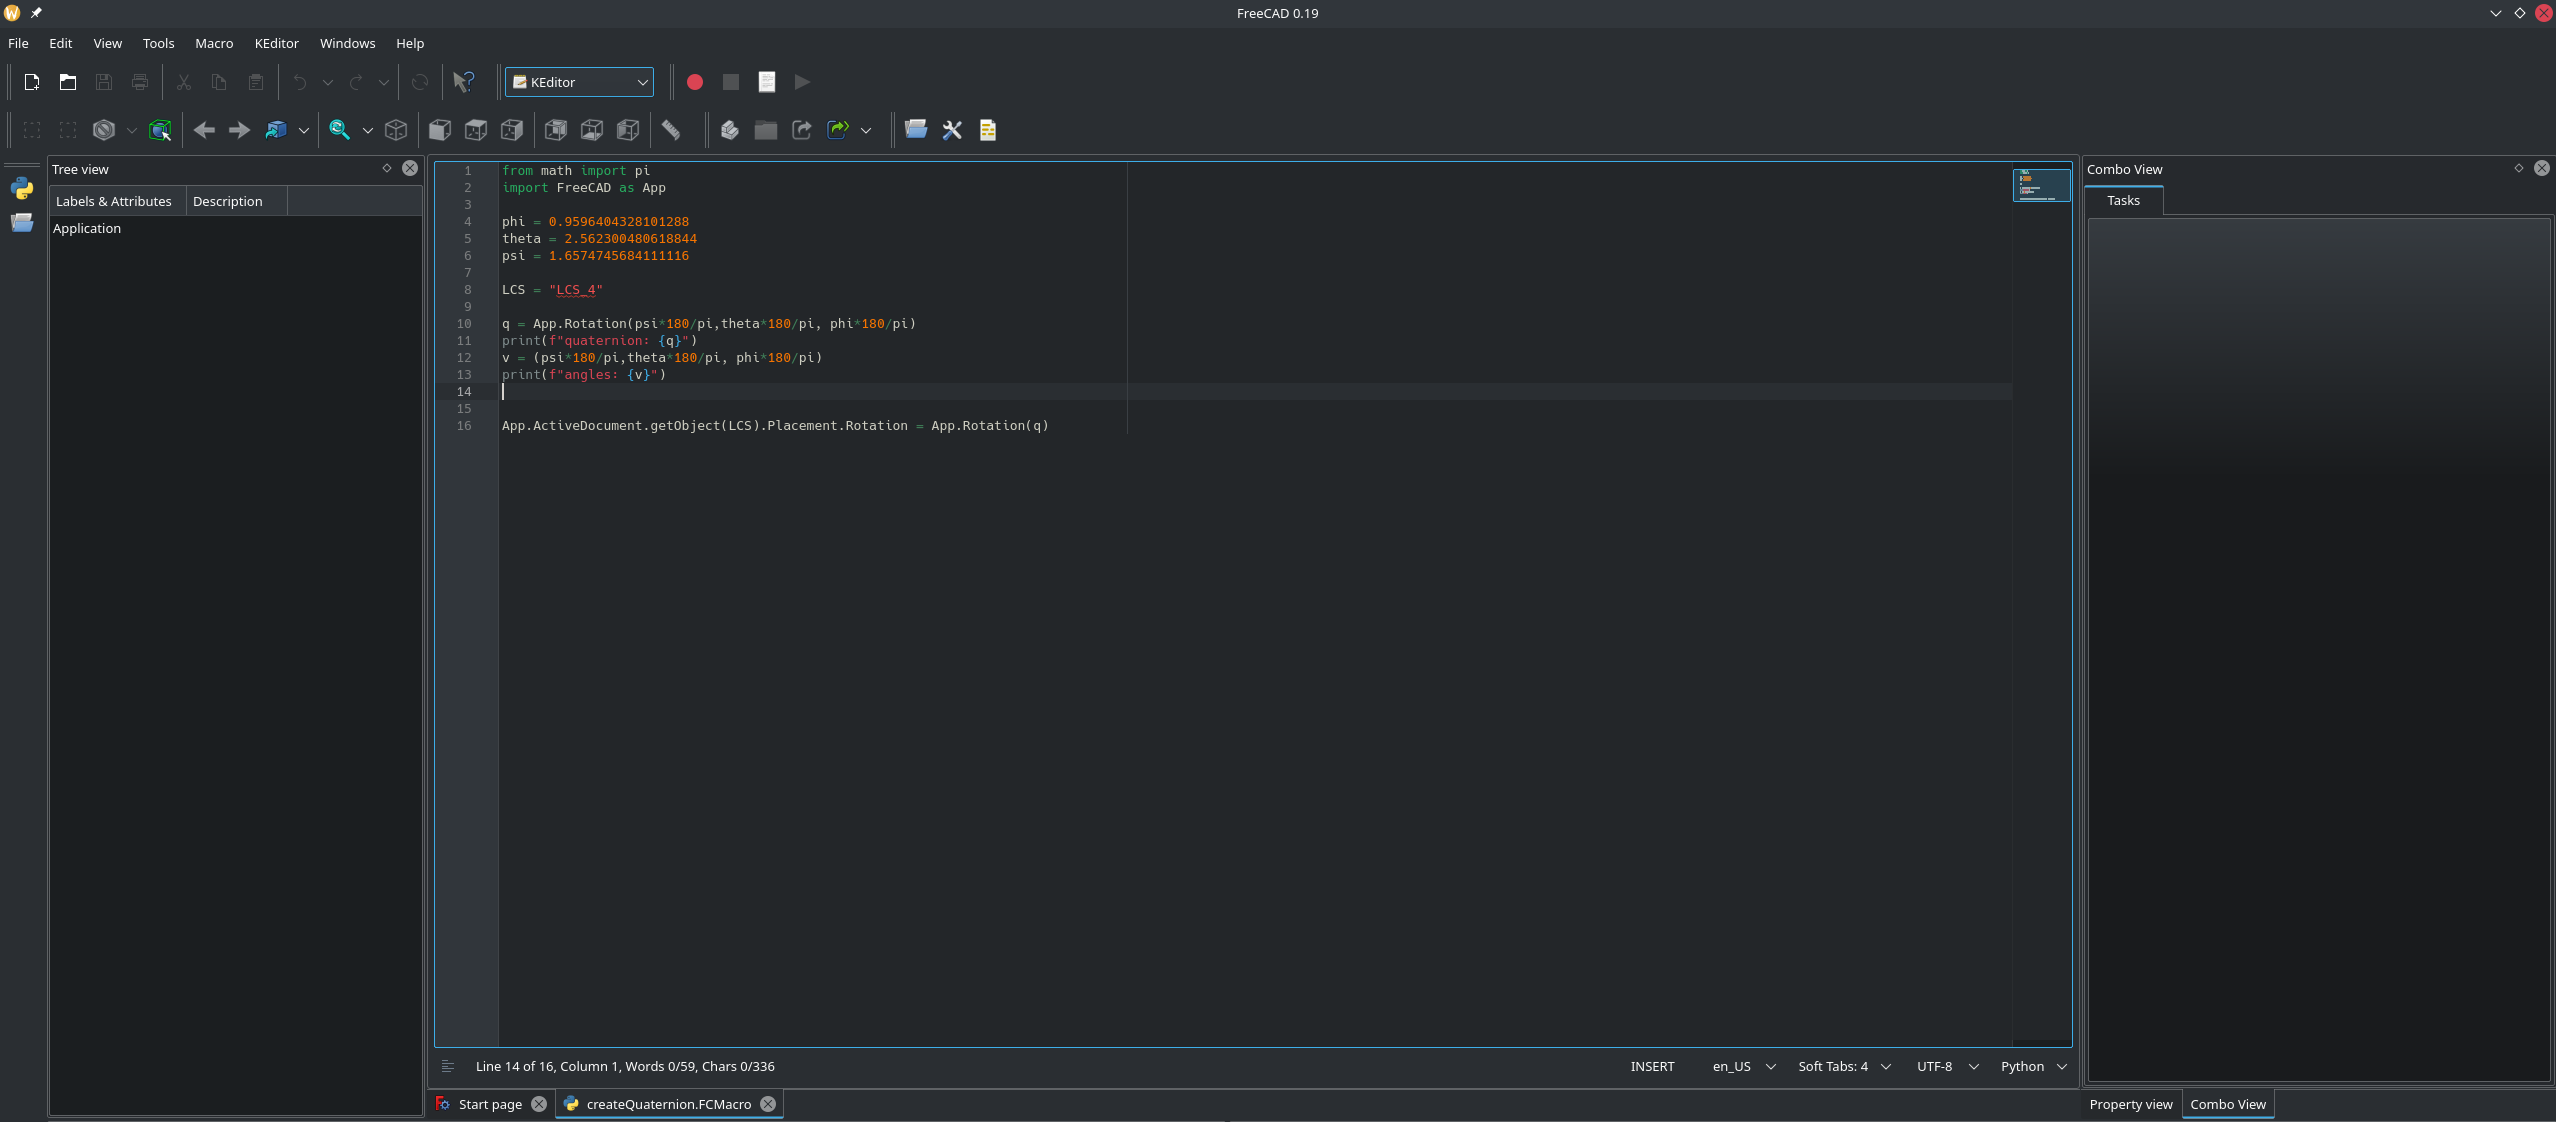 FreeCAD 0.19
File Edit View Tools Macro KEditor Windows Help
KEditor
Tree view
Labels & Attributes Description
Application
1 from math import pi
2 import FreeCAD as App
3
4 phi = 0.9596404328101288
5 theta = 2.562300480618844
6 psi = 1.6574745684111116
7
8 LCS = "LCS_4"
9
10 q = App.Rotation(psi*180/pi,theta*180/pi, phi*180/pi)
11 print(f"quaternion: {q}")
12 v = (psi*180/pi,theta*180/pi, phi*180/pi)
13 print(f"angles: {v}")
14
15
16 App.ActiveDocument.getObject(LCS).Placement.Rotation = App.Rotation(q)
Combo View
Tasks
Line 14 of 16, Column 1, Words 0/59, Chars 0/336 INSERT en_US Soft Tabs: 4 UTF-8 Python
Start page createQuaternion.FCMacro
Property view Combo View